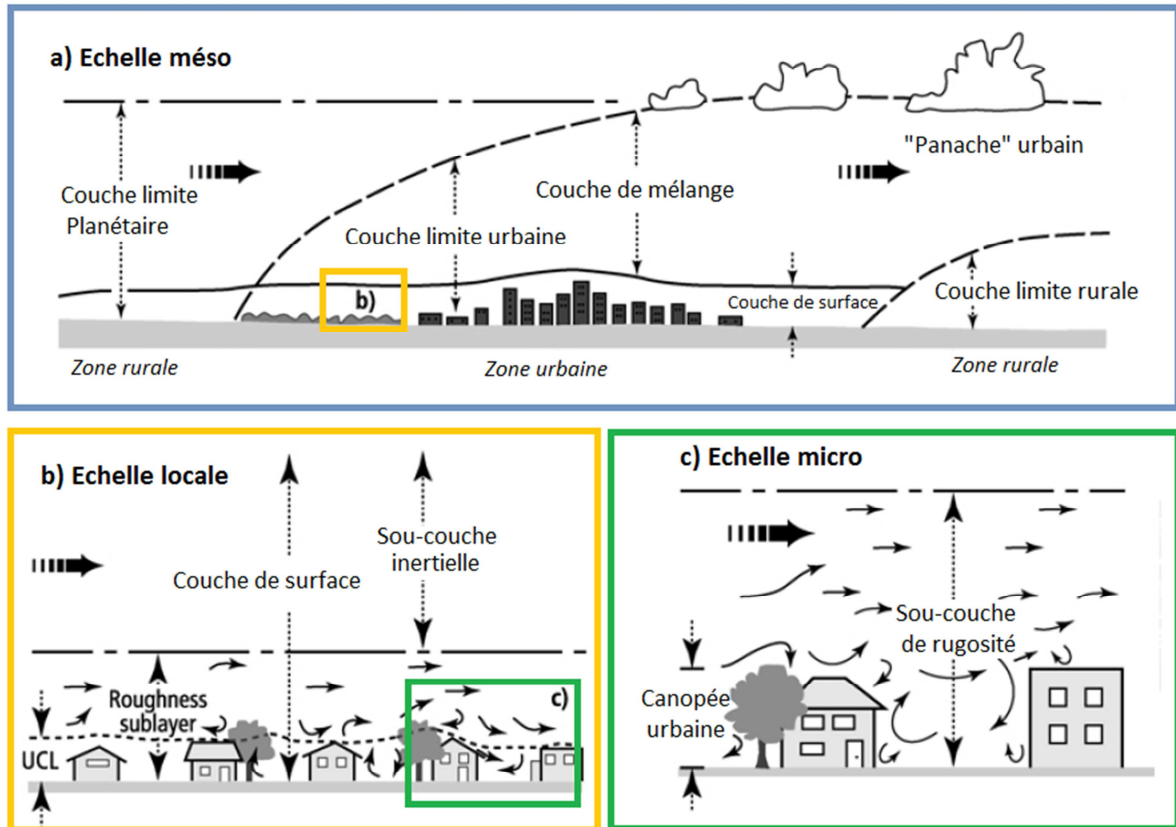 a) Echelle méso
"Panache" urbain
Couche limite
Planétaire
Couche de mélange
Couche limite urbaine
b)
Couche de surface
Couche limite rurale
Zone rurale
Zone urbaine
Zone rurale
b) Echelle locale
Sou-couche
inertielle
Couche de surface
Roughness
sublayer
c)
UCL
c) Echelle micro
Sou-couche
de rugosité
Canopée
urbaine